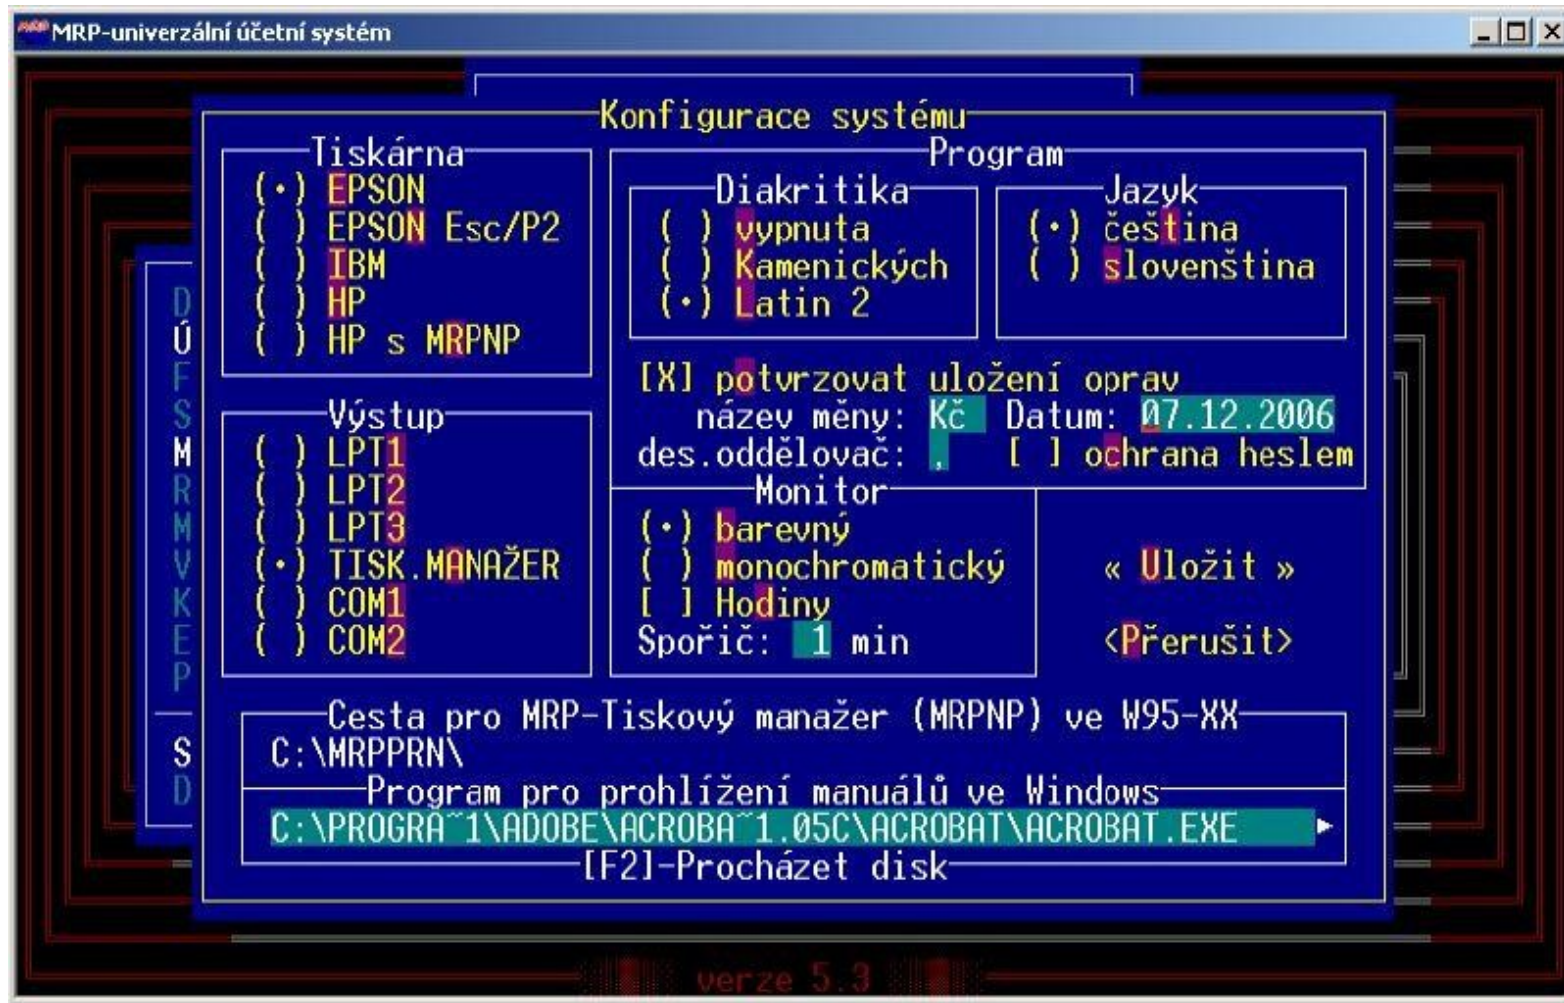 MRP MRP-univerzální účetní systém
Konfigurace systému
Tiskárna
(•) EPSON
( ) EPSON Esc/P2
( ) IBM
( ) HP
( ) HP s MRPNP
Výstup
( ) LPT1
( ) LPT2
( ) LPT3
(•) TISK.MANAŽER
( ) COM1
( ) COM2
Program
Diakritika
( ) vypnuta
( ) Kamenických
(•) Latin 2
Jazyk
(•) čeština
( ) slovenština
[X] potvrzovat uložení oprav
název měny: Kč Datum: 07.12.2006
des.oddělovač: , [ ] ochrana heslem
Monitor
(•) barevný
( ) monochromatický
[ ] Hodiny
Spořič: 1 min
« Uložit »
<Přerušit>
Cesta pro MRP-Tiskový manažer (MRPNP) ve W95-XX
C:\MRPPRN\
Program pro prohlížení manuálů ve Windows
C:\PROGRA~1\ADOBE\ACROBA~1.05C\ACROBAT\ACROBAT.EXE
[F2]-Procházet disk
D
Ú
F
S
M
R
M
V
K
E
P
S
D
verze 5.3